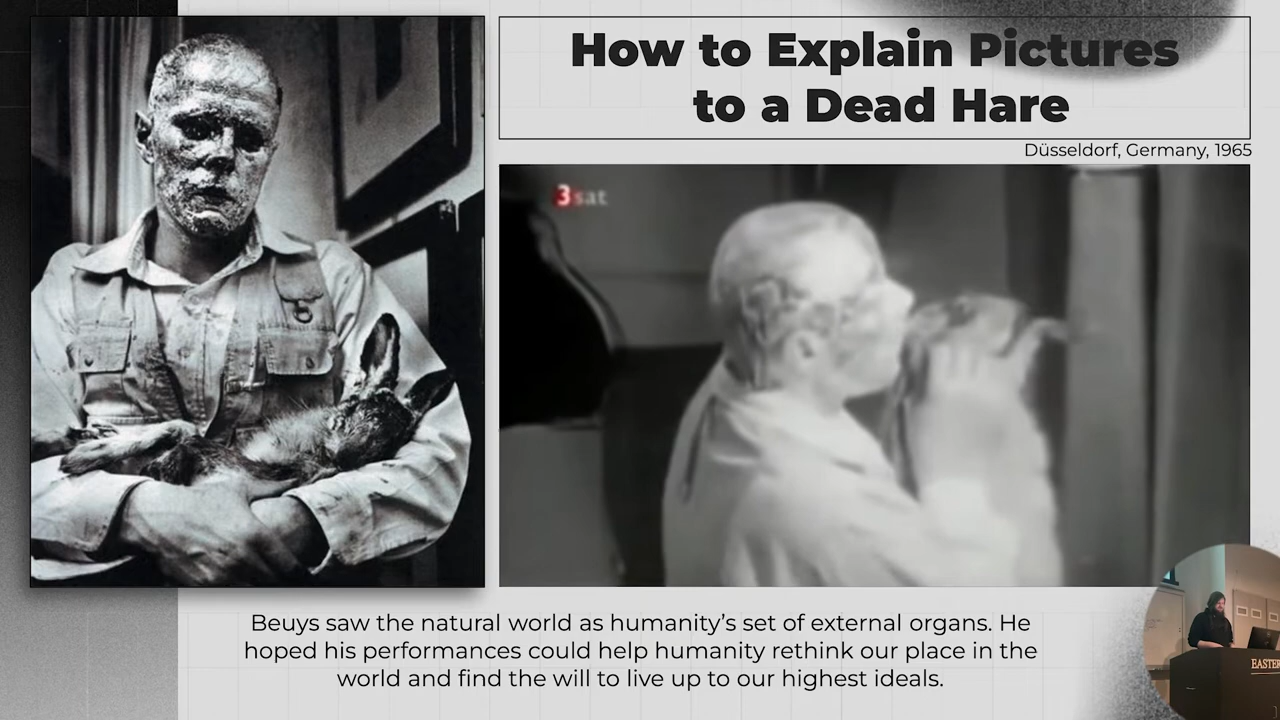 How to Explain Pictures
to a Dead Hare
Düsseldorf, Germany, 1965
3sat
Beuys saw the natural world as humanity’s set of external organs. He
hoped his performances could help humanity rethink our place in the
world and find the will to live up to our highest ideals.
EASTER